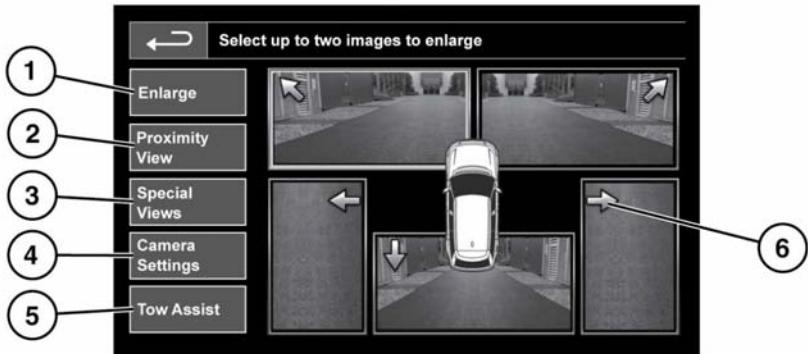 Select up to two images to enlarge
1
Enlarge
2
Proximity
View
3
Special
Views
4
Camera
Settings
5
Tow Assist
6